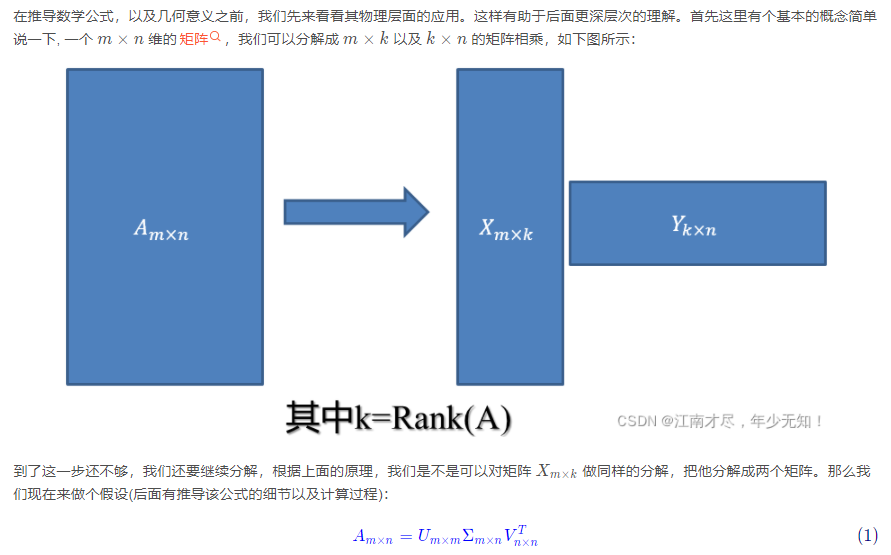 在推导数学公式，以及几何意义之前，我们先来看看其物理层面的应用。这样有助于后面更深层次的理解。首先这里有个基本的概念简单
说一下, 一个 m × n 维的 矩阵 ，我们可以分解成 m × k 以及 k × n 的矩阵相乘，如下图所示：
A_{m×n}
X_{m×k}
Y_{k×n}
其中k=Rank(A)
CSDN @江南才尽，年少无知！
到了这一步还不够，我们还要继续分解，根据上面的原理，我们是不是可以对矩阵 X_{m×k} 做同样的分解，把他分解成两个矩阵。那么我
们现在来做个假设(后面有推导该公式的细节以及计算过程)：
A_{m×n} = U_{m×m}Σ_{m×n}V^T_{n×n} (1)